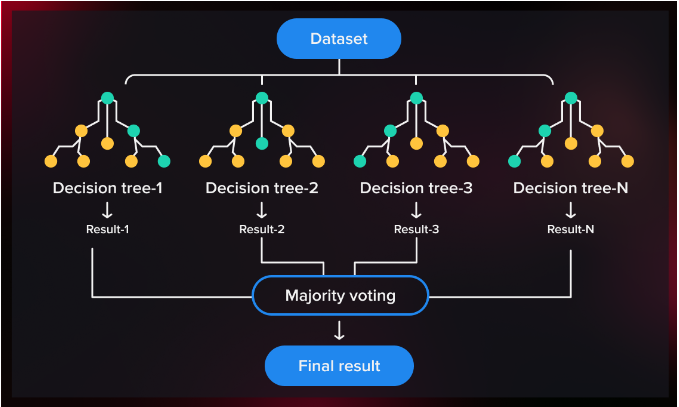 Dataset
Decision tree-1
Decision tree-2
Decision tree-3
Decision tree-N
Result-1
Result-2
Result-3
Result-N
Majority voting
Final result